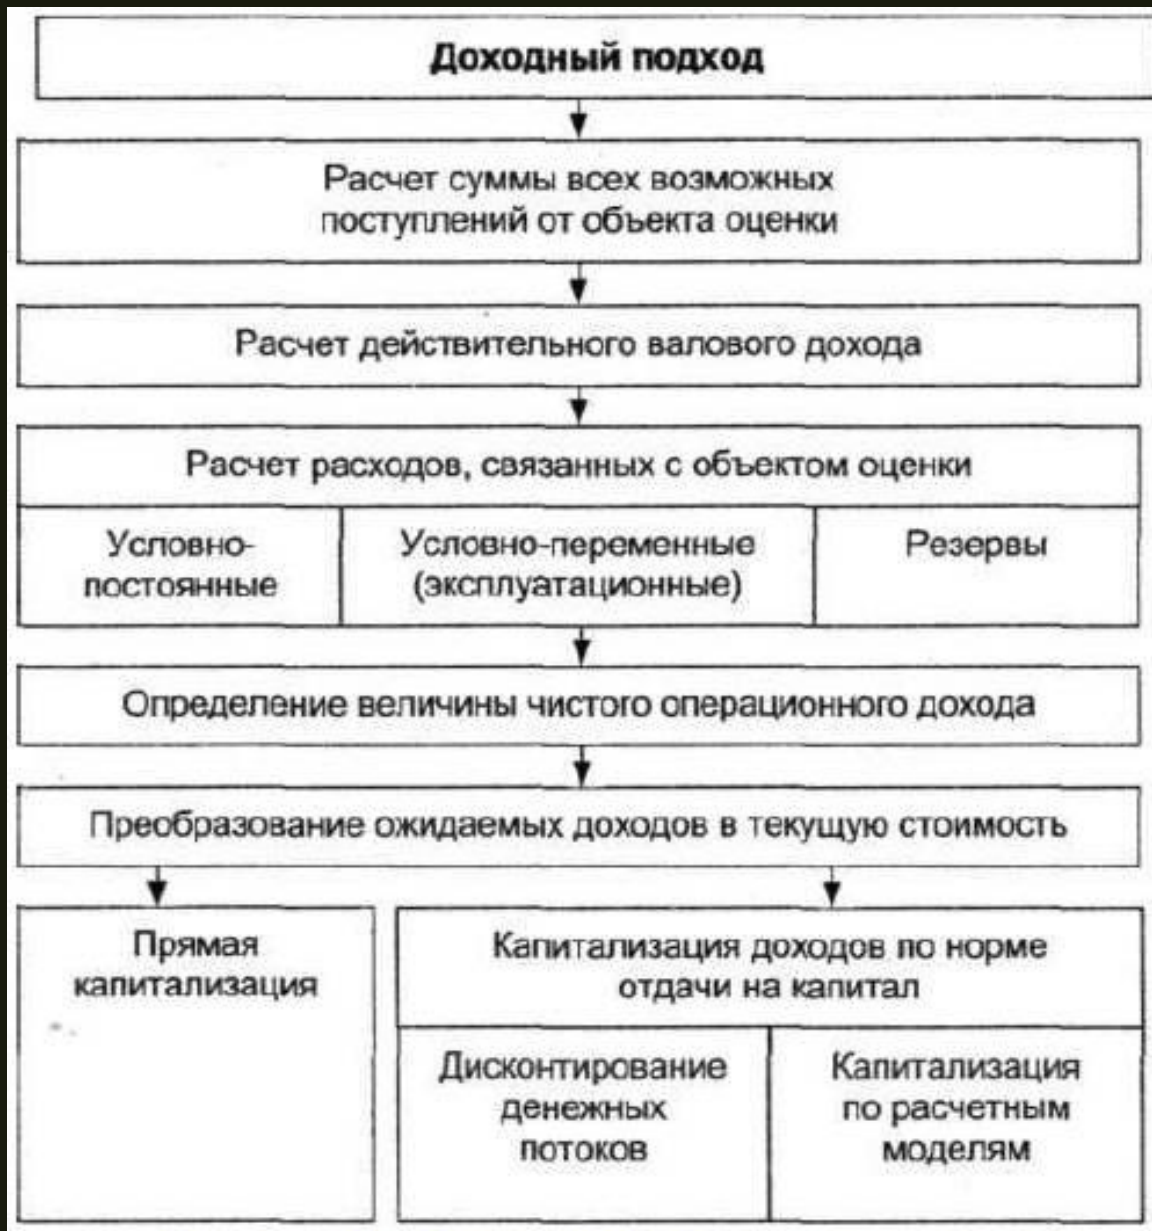 Доходный подход
Расчет суммы всех возможных
поступлений от объекта оценки
Расчет действительного валового дохода
Расчет расходов, связанных с объектом оценки
Условно-
постоянные
Условно-переменные
(эксплуатационные)
Резервы
Определение величины чистого операционного дохода
Преобразование ожидаемых доходов в текущую стоимость
Прямая
капитализация
Капитализация доходов по норме
отдачи на капитал
Дисконтирование
денежных
потоков
Капитализация
по расчетным
моделям